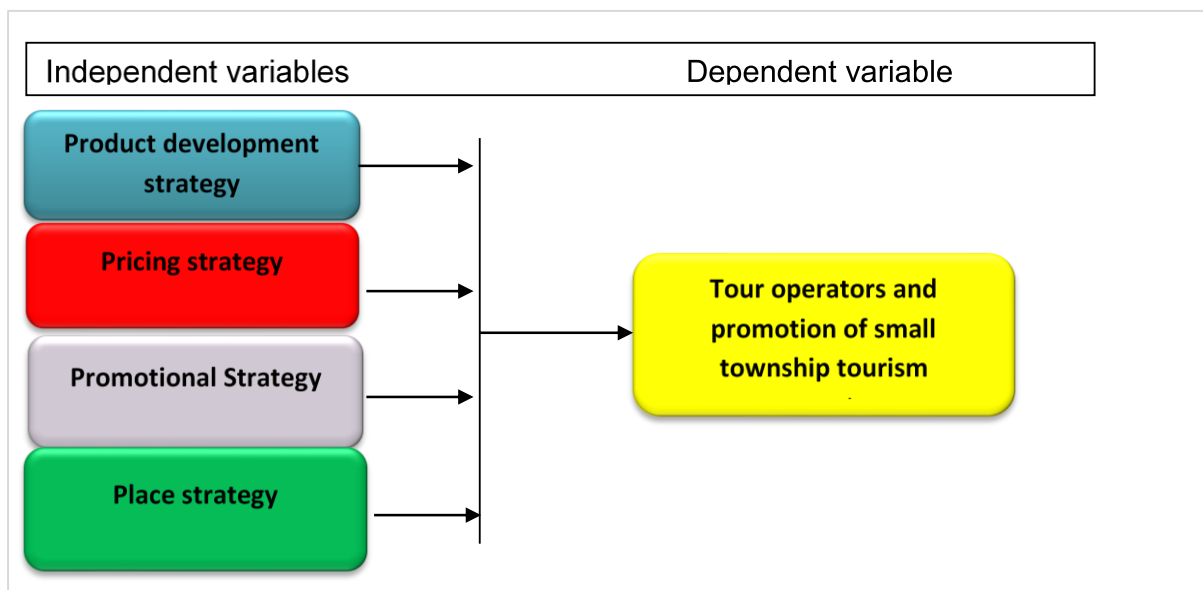 Independent variables
Dependent variable
Product development
strategy
Pricing strategy
Promotional Strategy
Place strategy
Tour operators and
promotion of small
township tourism
.